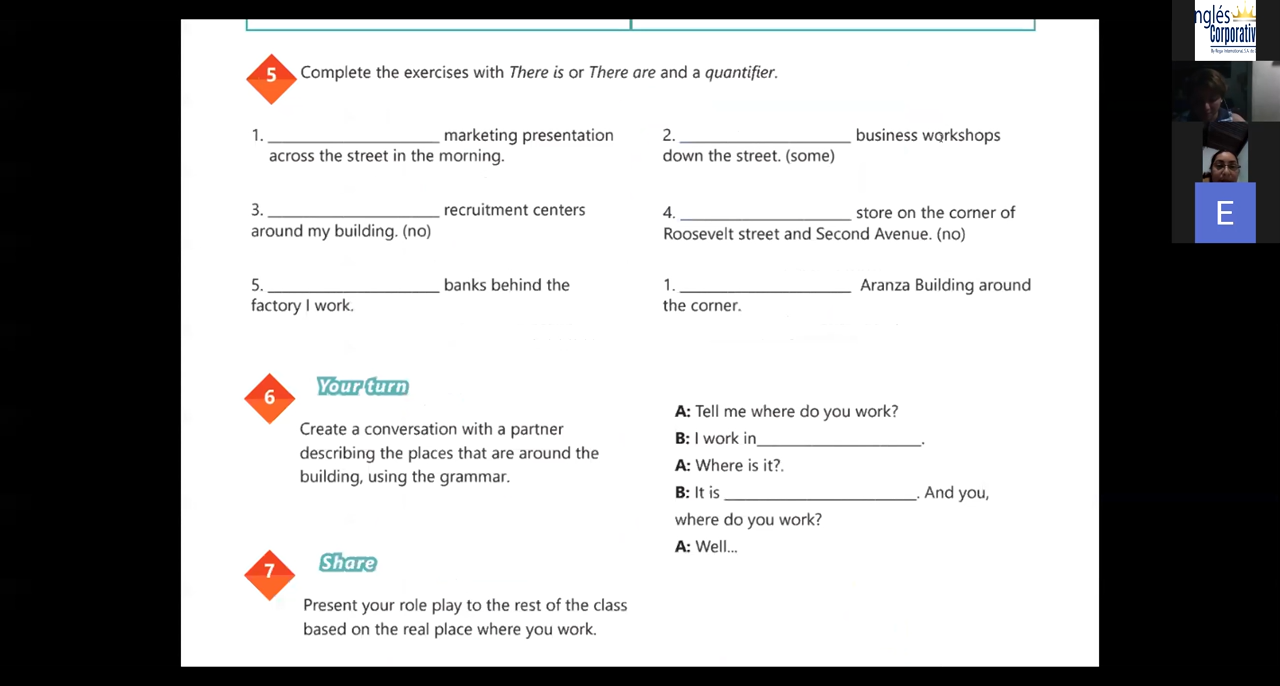 5 Complete the exercises with There is or There are and a quantifier.
1. ____________________ marketing presentation
across the street in the morning.
2. ____________________ business workshops
down the street. (some)
3. ____________________ recruitment centers
around my building. (no)
4. ____________________ store on the corner of
Roosevelt street and Second Avenue. (no)
5. ____________________ banks behind the
factory I work.
1. ____________________ Aranza Building around
the corner.
6 Your turn
Create a conversation with a partner
describing the places that are around the
building, using the grammar.
A: Tell me where do you work?
B: I work in____________________.
A: Where is it?.
B: It is ______________________. And you,
where do you work?
A: Well...
7 Share
Present your role play to the rest of the class
based on the real place where you work.
nglés
Corporativ
E